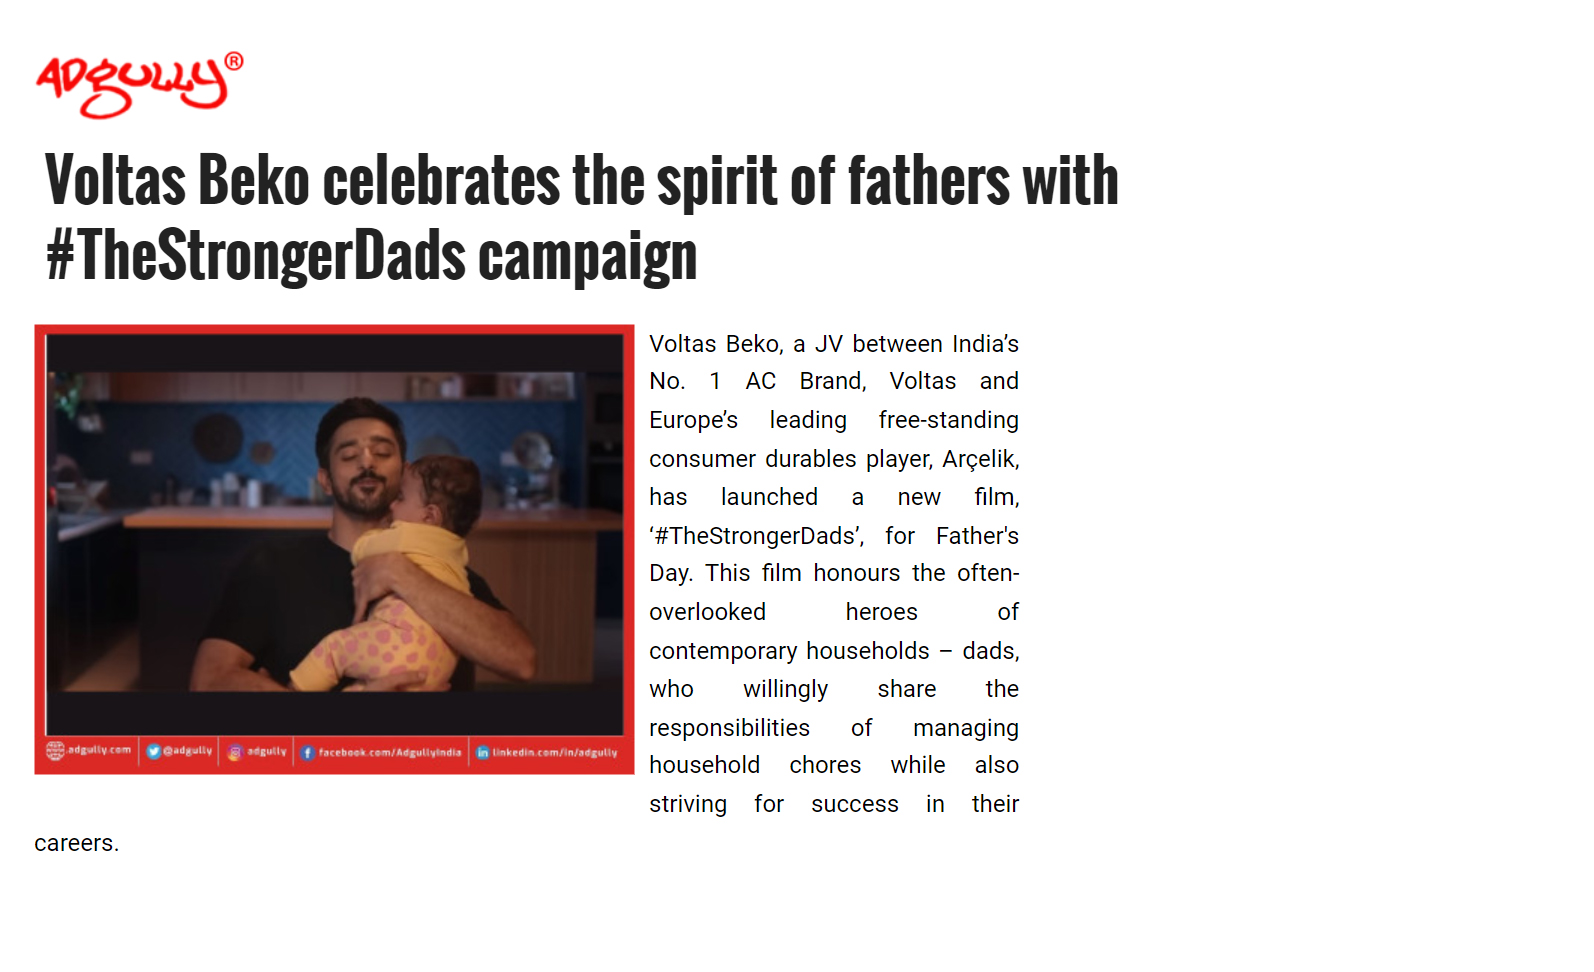 ADGULLY®
Voltas Beko celebrates the spirit of fathers with
#TheStrongerDads campaign
Voltas Beko, a JV between India’s
No. 1 AC Brand, Voltas and
Europe’s leading free-standing
consumer durables player, Arçelik,
has launched a new film,
‘#TheStrongerDads’, for Father's
Day. This film honours the often-
overlooked heroes of
contemporary households – dads,
who willingly share the
responsibilities of managing
household chores while also
striving for success in their
careers.
adgully.com @adgully adgully facebook.com/AdgullyIndia linkedin.com/in/adgully